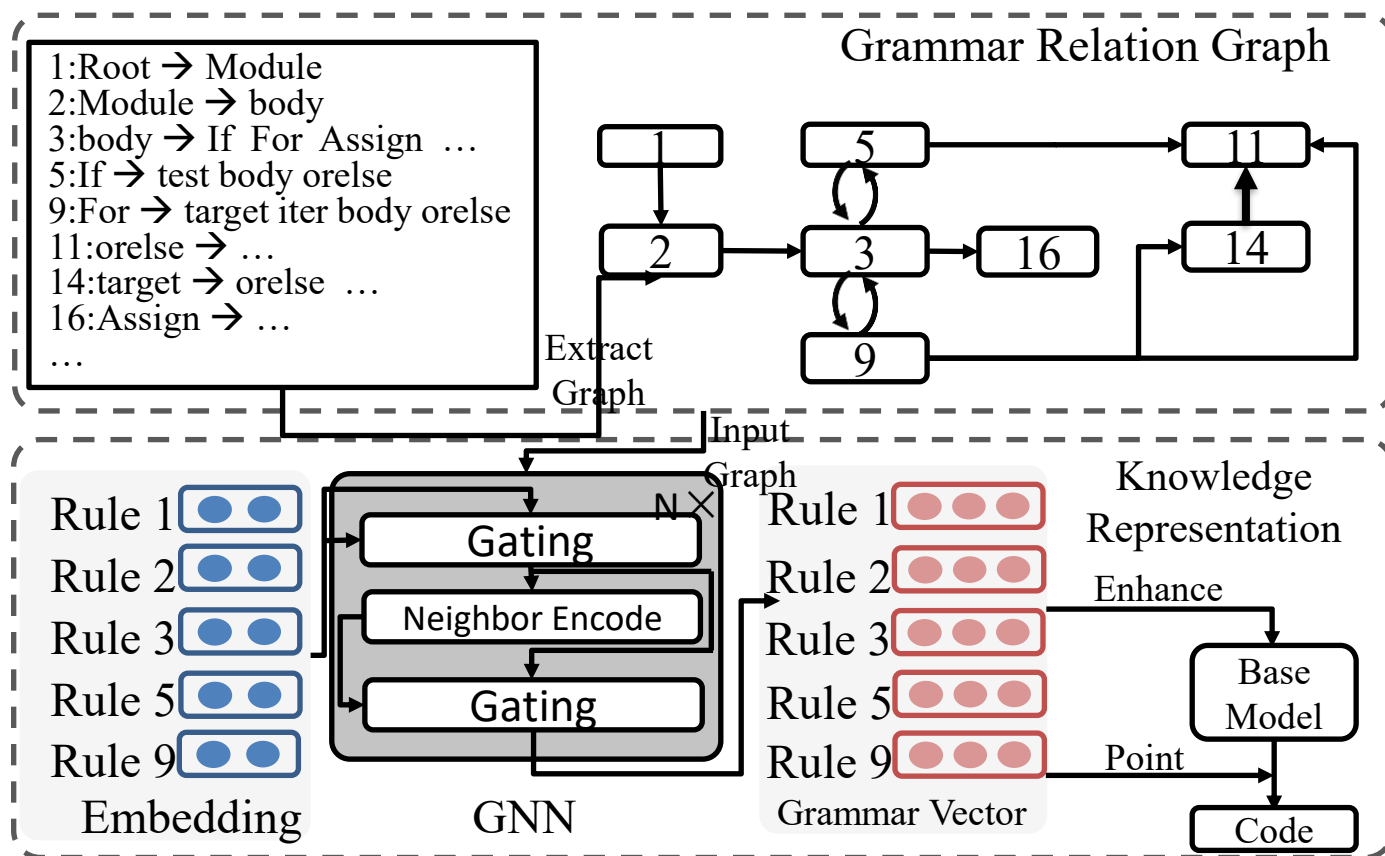 Grammar Relation Graph
1:Root → Module
2:Module → body
3:body → If For Assign …
5:If → test body orelse
9:For → target iter body orelse
11:orelse → …
14:target → orelse …
16:Assign → …
…
1
5
11
2
3
16
14
9
Extract
Graph
Input
Graph
Rule 1
Rule 2
Rule 3
Rule 5
Rule 9
Embedding
N ×
Gating
Neighbor Encode
Gating
GNN
Rule 1
Rule 2
Rule 3
Rule 5
Rule 9
Grammar Vector
Knowledge
Representation
Enhance
Base
Model
Point
Code